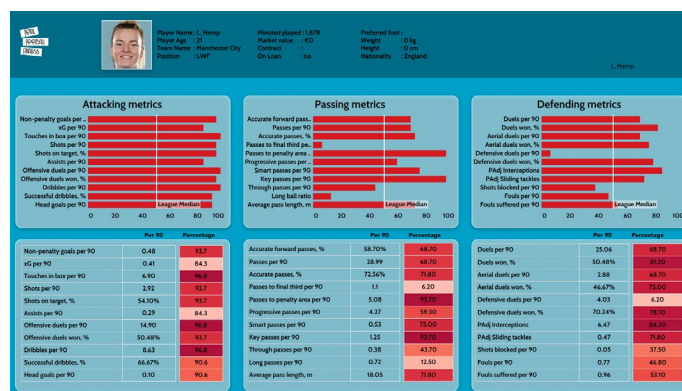 Player Name : L. Hemp
Player Age : 21
Team Name : Manchester City
Position : LWF
Minuted played : 1,878
Market value : €0
Contract :
On Loan : no
Preferred foot :
Weight : 0 kg
Height : 0 cm
Nationality : England
L. Hemp
Attacking metrics
Non-penalty goals per ..
xG per 90
Touches in box per 90
Shots per 90
Shots on target, %
Assists per 90
Offensive duels per 90
Offensive duels won, %
Dribbles per 90
Successful dribbles, %
Head goals per 90
League Median
0 20 40 60 80 100
Passing metrics
Accurate forward pass..
Passes per 90
Accurate passes, %
Passes to final third pe..
Passes to penalty area ..
Progressive passes per ..
Smart passes per 90
Key passes per 90
Through passes per 90
Long ball ratio
Average pass length, m
League Median
0 20 40 60 80 100
Defending metrics
Duels per 90
Duels won, %
Aerial duels per 90
Aerial duels won, %
Defensive duels per 90
Defensive duels won, %
PAdj Interceptions
PAdj Sliding tackles
Shots blocked per 90
Fouls per 90
Fouls suffered per 90
League Median
0 20 40 60 80 100
Per 90 Percentage
Non-penalty goals per 90 0.48 93.7
xG per 90 0.41 84.3
Touches in box per 90 6.90 96.8
Shots per 90 2.92 93.7
Shots on target, % 54.10% 93.7
Assists per 90 0.29 84.3
Offensive duels per 90 14.90 96.8
Offensive duels won, % 50.48% 93.7
Dribbles per 90 8.63 96.8
Successful dribbles, % 66.67% 90.6
Head goals per 90 0.10 90.6
Per 90 Percentage
Accurate forward passes, % 58.70% 68.70
Passes per 90 28.99 68.70
Accurate passes, % 72.56% 71.80
Passes to final third per 90 1.1 6.20
Passes to penalty area per 90 5.08 93.70
Progressive passes per 90 4.27 59.30
Smart passes per 90 0.53 75.00
Key passes per 90 1.25 93.70
Through passes per 90 0.38 43.70
Long passes per 90 0.72 12.50
Average pass length, m 18.05 71.80
Per 90 Percentage
Duels per 90 25.06 68.70
Duels won, % 50.48% 81.20
Aerial duels per 90 2.88 68.70
Aerial duels won, % 46.67% 75.00
Defensive duels per 90 4.03 6.20
Defensive duels won, % 70.24% 78.10
PAdj Interceptions 6.47 84.30
PAdj Sliding tackles 0.47 71.80
Shots blocked per 90 0.05 37.50
Fouls per 90 0.77 46.80
Fouls suffered per 90 0.96 53.10